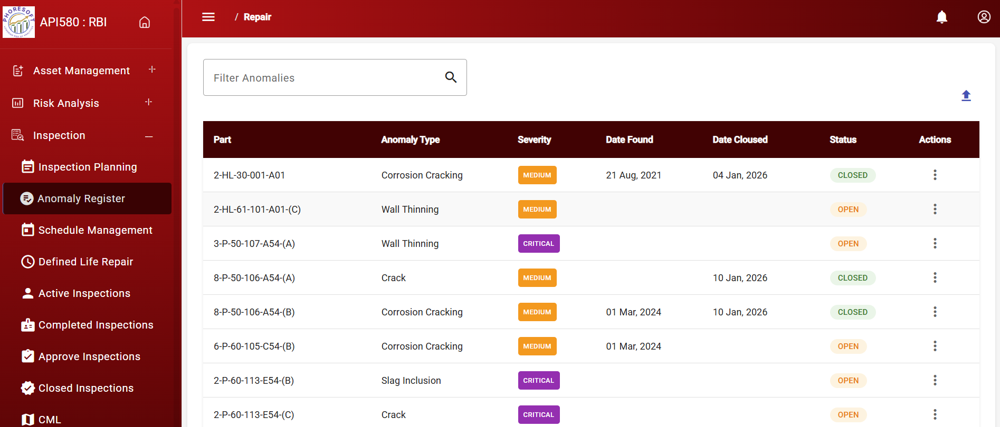 PHORESOFT
API580 : RBI
/ Repair
Asset Management
Risk Analysis
Inspection
Inspection Planning
Anomaly Register
Schedule Management
Defined Life Repair
Active Inspections
Completed Inspections
Approve Inspections
Closed Inspections
CML
Filter Anomalies
Part Anomaly Type Severity Date Found Date Cloused Status Actions
2-HL-30-001-A01 Corrosion Cracking MEDIUM 21 Aug, 2021 04 Jan, 2026 CLOSED
2-HL-61-101-A01-(C) Wall Thinning MEDIUM OPEN
3-P-50-107-A54-(A) Wall Thinning CRITICAL OPEN
8-P-50-106-A54-(A) Crack MEDIUM 10 Jan, 2026 CLOSED
8-P-50-106-A54-(B) Corrosion Cracking MEDIUM 01 Mar, 2024 10 Jan, 2026 CLOSED
6-P-60-105-C54-(B) Corrosion Cracking MEDIUM 01 Mar, 2024 OPEN
2-P-60-113-E54-(B) Slag Inclusion CRITICAL OPEN
2-P-60-113-E54-(C) Crack CRITICAL OPEN